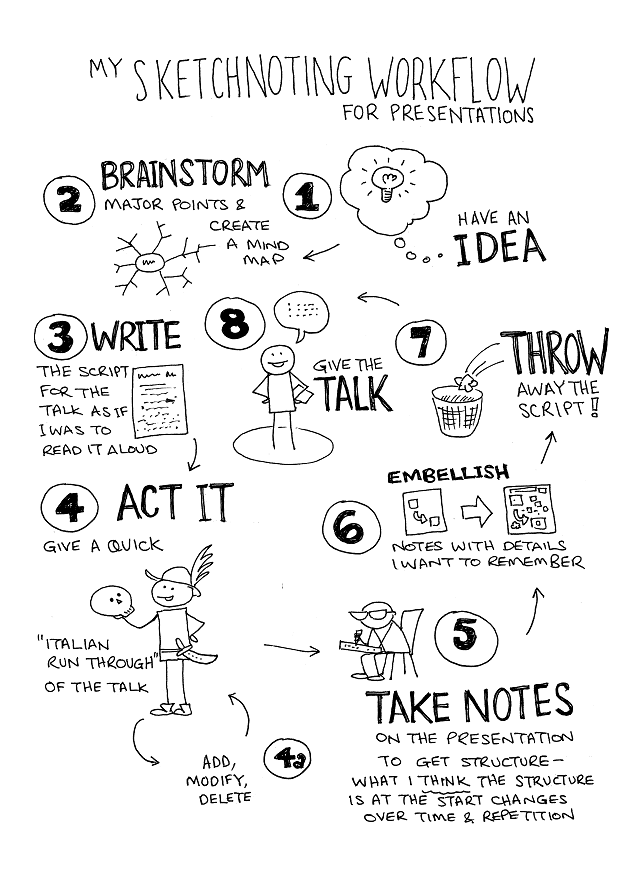 MY SKETCHNOTING WORKFLOW
FOR PRESENTATIONS
1
HAVE AN
IDEA
2
BRAINSTORM
MAJOR POINTS &
CREATE
A MIND
MAP
3 WRITE
THE SCRIPT
FOR THE
TALK AS IF
I WAS TO
READ IT ALOUD
4 ACT IT
GIVE A QUICK
"ITALIAN
RUN THROUGH"
OF THE TALK
4a
ADD,
MODIFY,
DELETE
5
TAKE NOTES
ON THE PRESENTATION
TO GET STRUCTURE-
WHAT I THINK THE STRUCTURE
IS AT THE START CHANGES
OVER TIME & REPETITION
6
EMBELLISH
NOTES WITH DETAILS
I WANT TO REMEMBER
7
THROW
AWAY THE
SCRIPT!
8
GIVE THE
TALK